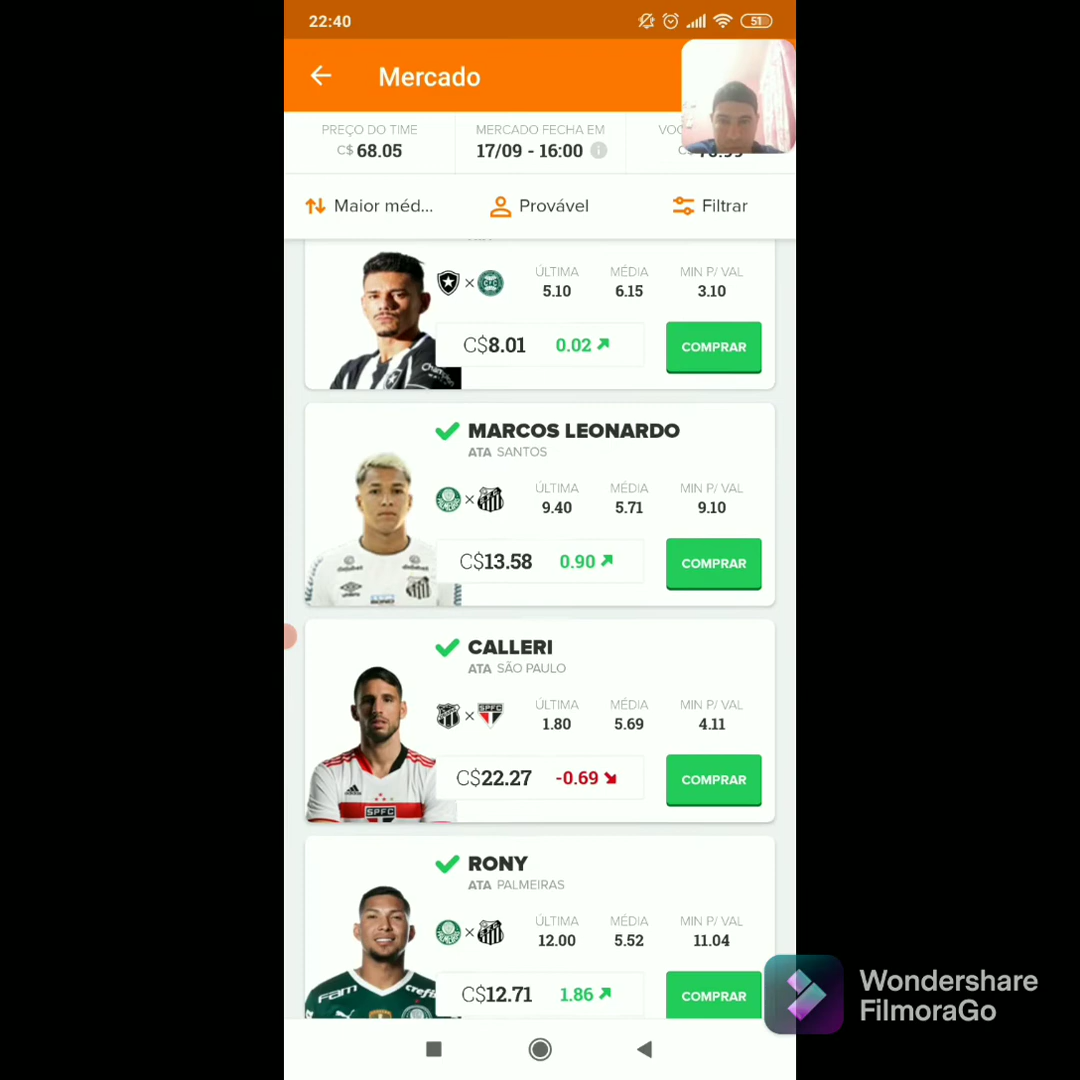 22:40
51
Mercado
PREÇO DO TIME
C$ 68.05
MERCADO FECHA EM
17/09 - 16:00
Maior méd...
Provável
Filtrar
ÚLTIMA
5.10
MÉDIA
6.15
MIN P/ VAL
3.10
C$8.01
0.02
COMPRAR
MARCOS LEONARDO
ATA SANTOS
ÚLTIMA
9.40
MÉDIA
5.71
MIN P/ VAL
9.10
C$13.58
0.90
COMPRAR
CALLERI
ATA SÃO PAULO
ÚLTIMA
1.80
MÉDIA
5.69
MIN P/ VAL
4.11
C$22.27
-0.69
COMPRAR
SPFC
RONY
ATA PALMEIRAS
ÚLTIMA
12.00
MÉDIA
5.52
MIN P/ VAL
11.04
C$12.71
1.86
COMPRAR
FAM
Wondershare
FilmoraGo